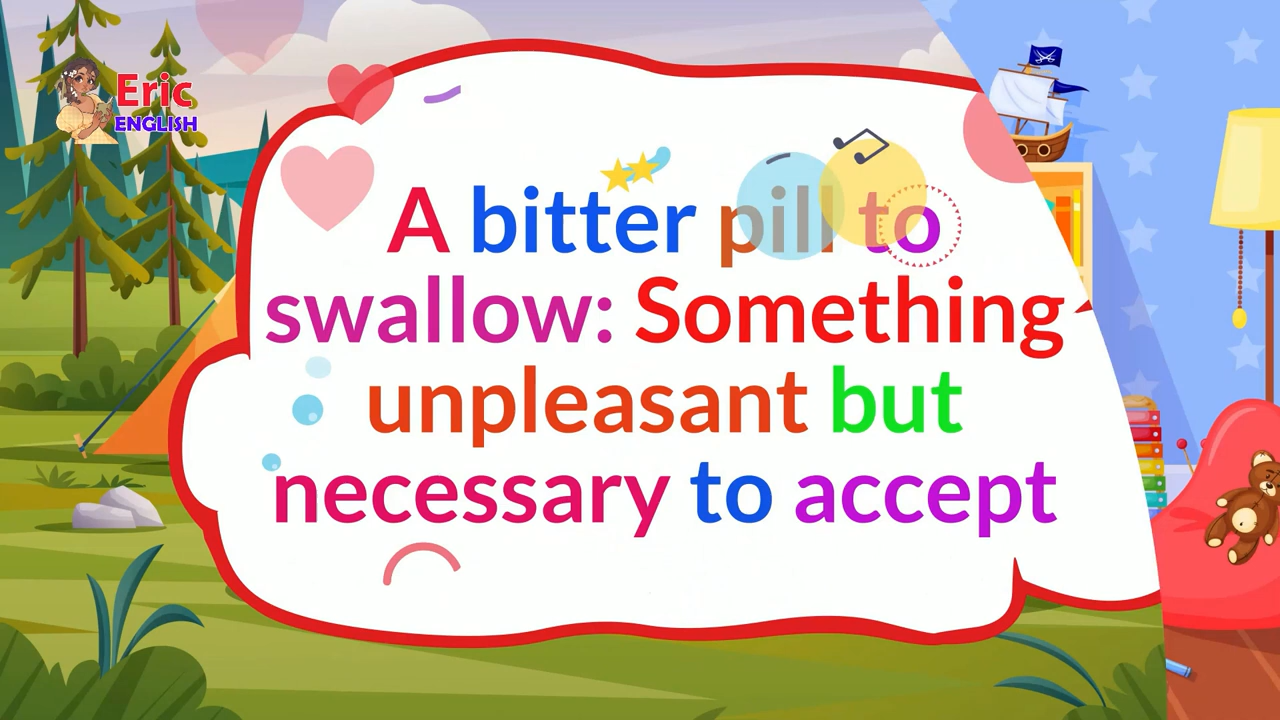 Eric
ENGLISH
A bitter pill to
swallow: Something
unpleasant but
necessary to accept